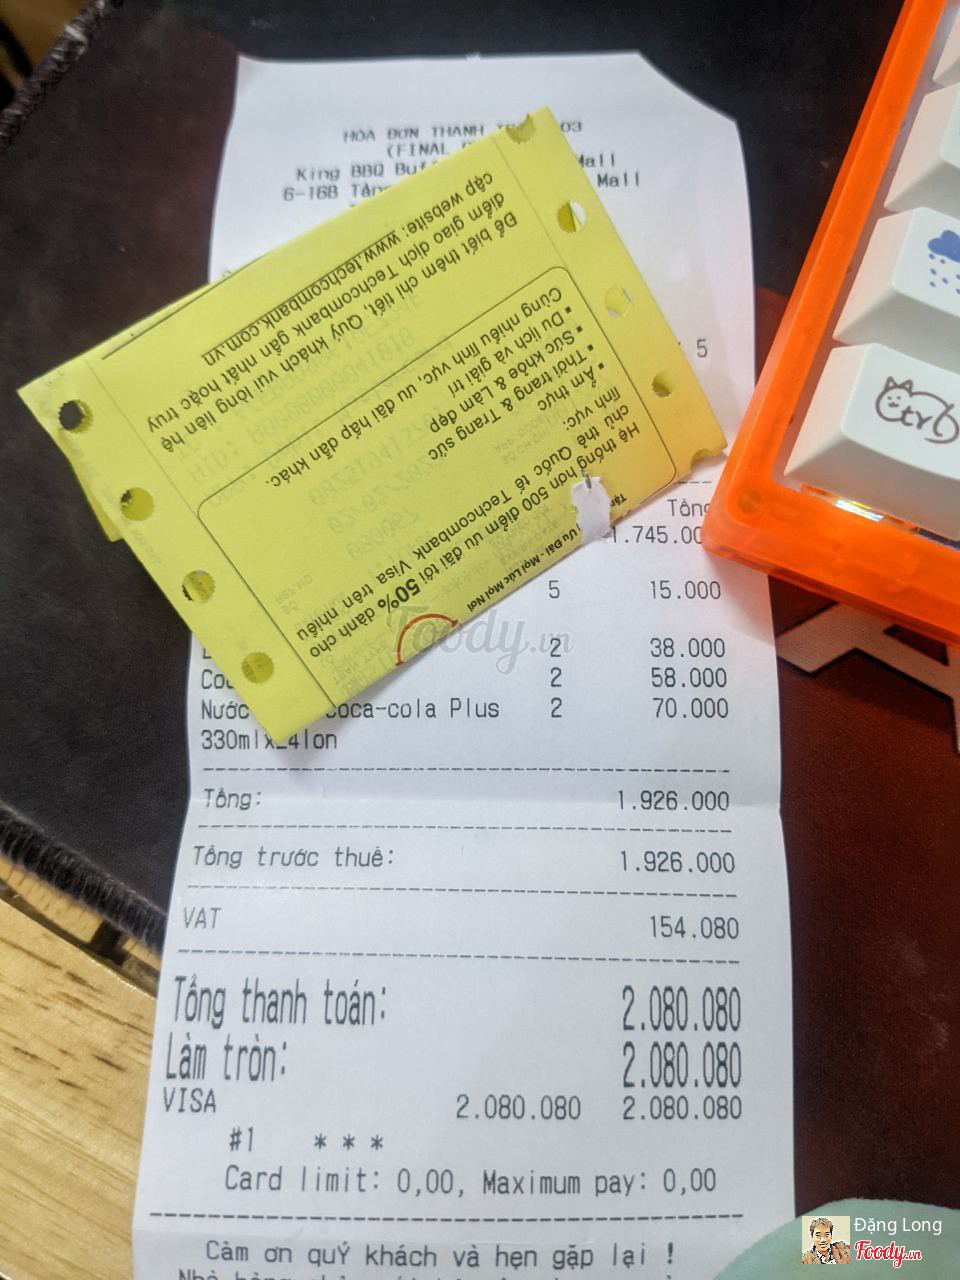 HÓA ĐƠN THANH
03
(FINAL
King BBQ
Mall
6-16B
Mall
5
Tổng
1.745.00
5 15.000
2 38.000
2 58.000
Nước coca-cola Plus 2 70.000
330mlx24lon
Tổng: 1.926.000
Tổng trước thuế: 1.926.000
VAT 154.080
Tổng thanh toán: 2.080.080
Làm tròn: 2.080.080
VISA 2.080.080 2.080.080
#1 * * *
Card limit: 0,00, Maximum pay: 0,00
Cảm ơn quý khách và hẹn gặp lại !
Ưu Đãi - Mọi Lúc Mọi Nơi
Hệ thống hơn 500 điểm ưu đãi tới 50% dành cho
chủ thẻ Quốc tế Techcombank Visa trên nhiều
lĩnh vực:
• Ẩm thực
• Thời trang & Trang sức
• Sức khỏe & Làm đẹp
• Du lịch và giải trí
Cùng nhiều lĩnh vực, ưu đãi hấp dẫn khác.
Để biết thêm chi tiết, Quý khách vui lòng liên hệ
điểm giao dịch Techcombank gần nhất hoặc truy
cập website: www.techcombank.com.vn
Ctrl
Foody.vn
Đặng Long
Foody.vn